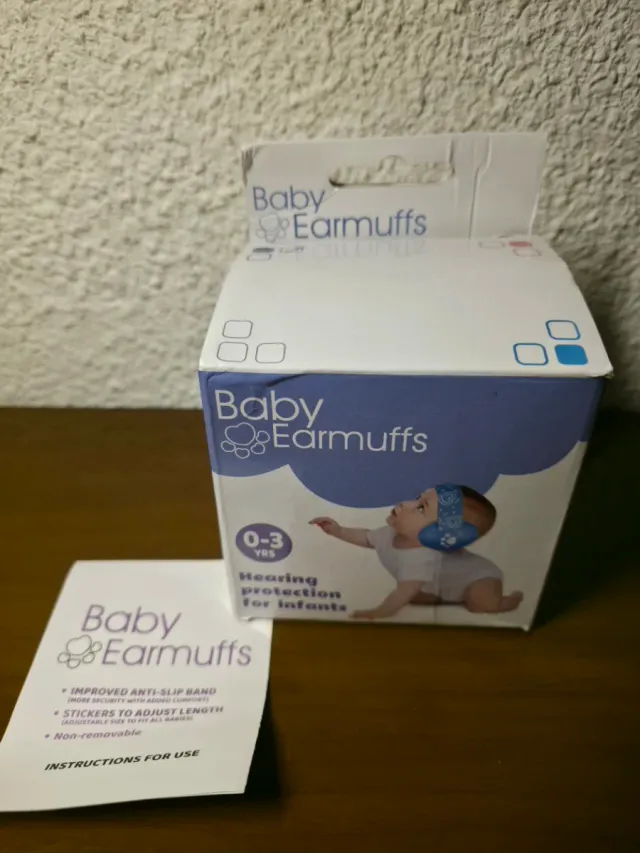 Baby
Earmuffs
Baby
Earmuffs
0-3
YRS
Hearing
protection
for infants
Baby
Earmuffs
• IMPROVED ANTI-SLIP BAND
(MORE SECURITY WITH ADDED COMFORT)
• STICKERS TO ADJUST LENGTH
(ADJUSTABLE SIZE TO FIT ALL BABIES)
• Non-removable
INSTRUCTIONS FOR USE